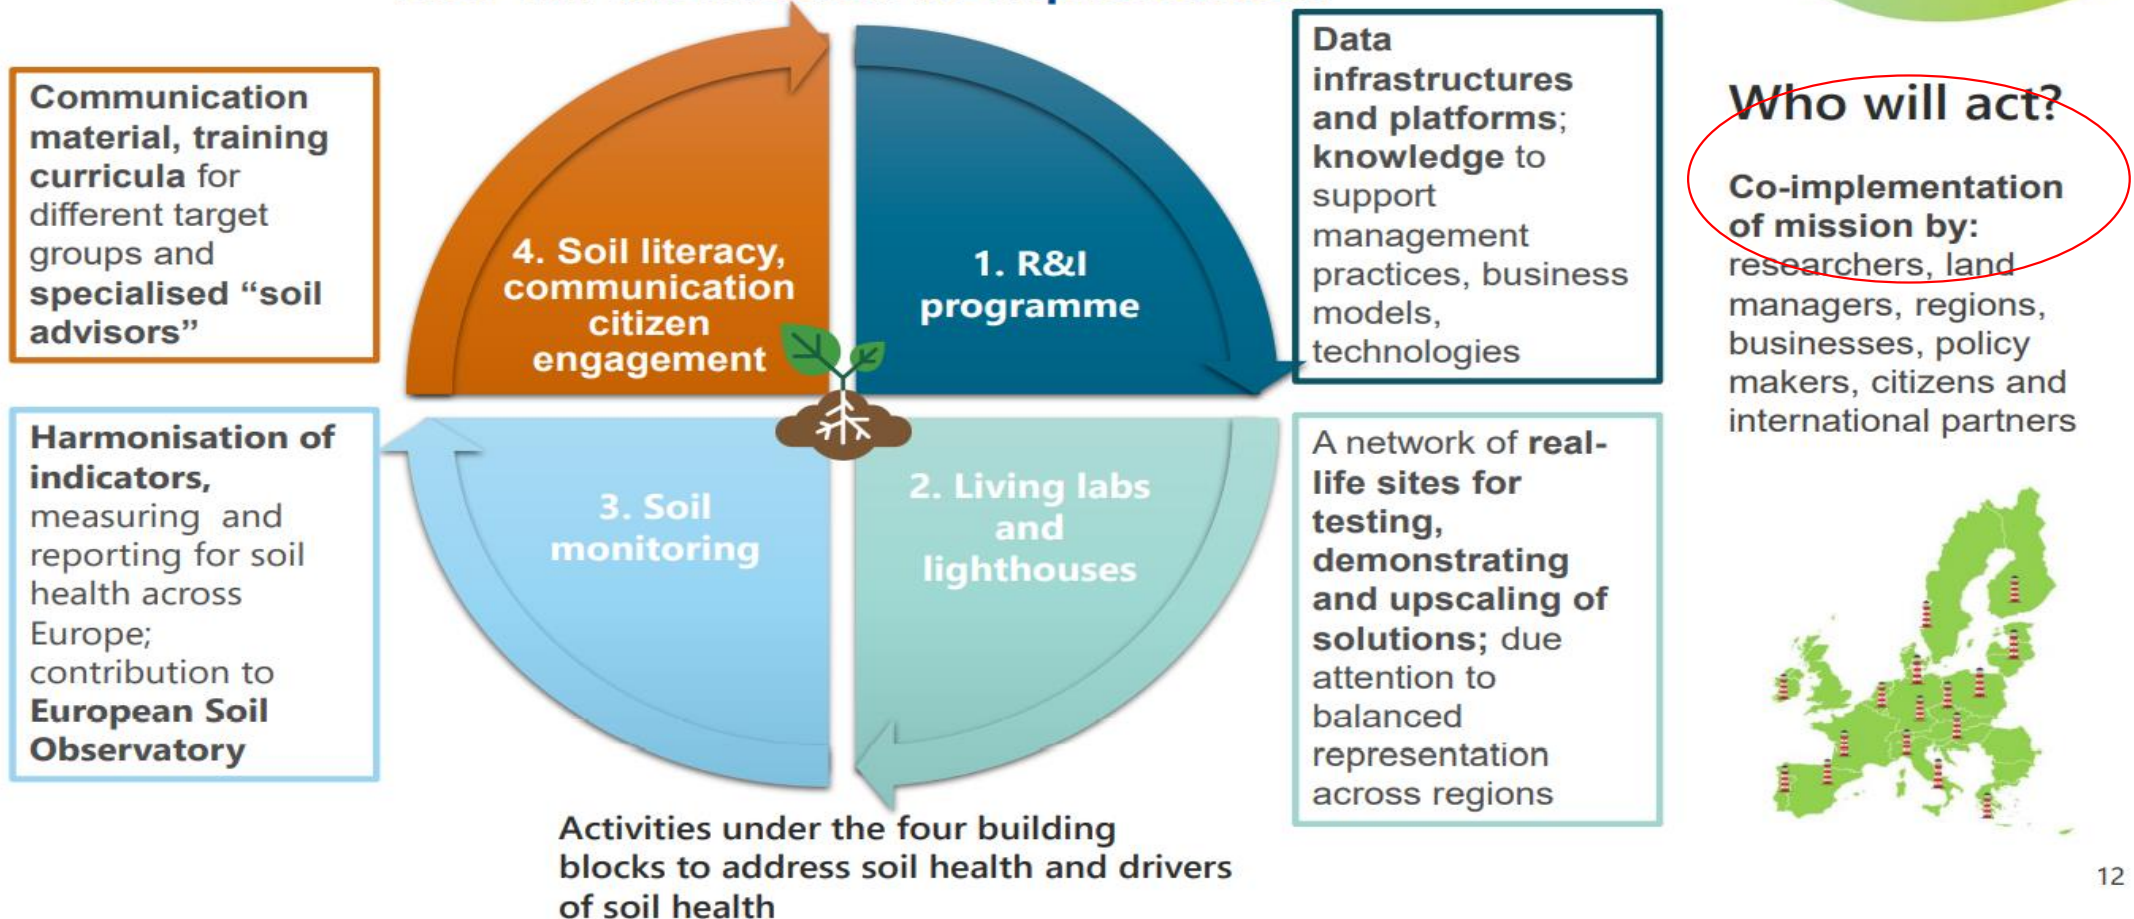 Communication
material, training
curricula for
different target
groups and
specialised “soil
advisors”
Harmonisation of
indicators,
measuring and
reporting for soil
health across
Europe;
contribution to
European Soil
Observatory
4. Soil literacy,
communication
citizen
engagement
1. R&I
programme
3. Soil
monitoring
2. Living labs
and
lighthouses
Activities under the four building
blocks to address soil health and drivers
of soil health
Data
infrastructures
and platforms;
knowledge to
support
management
practices, business
models,
technologies
A network of real-
life sites for
testing,
demonstrating
and upscaling of
solutions; due
attention to
balanced
representation
across regions
Who will act?
Co-implementation
of mission by:
researchers, land
managers, regions,
businesses, policy
makers, citizens and
international partners
12